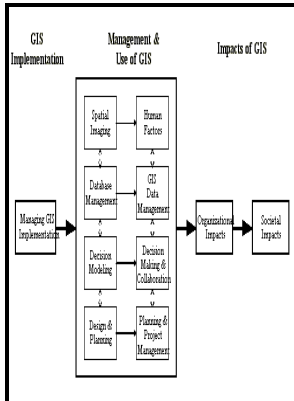 GIS
Implementation
Management &
Use of GIS
Impacts of GIS
Spatial
Imaging
Human
Factors
Database
Management
GIS
Data
Management
Managing GIS
Implementation
Organizational
Impacts
Societal
Impacts
Decision
Modeling
Decision
Making &
Collaboration
Design &
Planning
Planning &
Project
Management